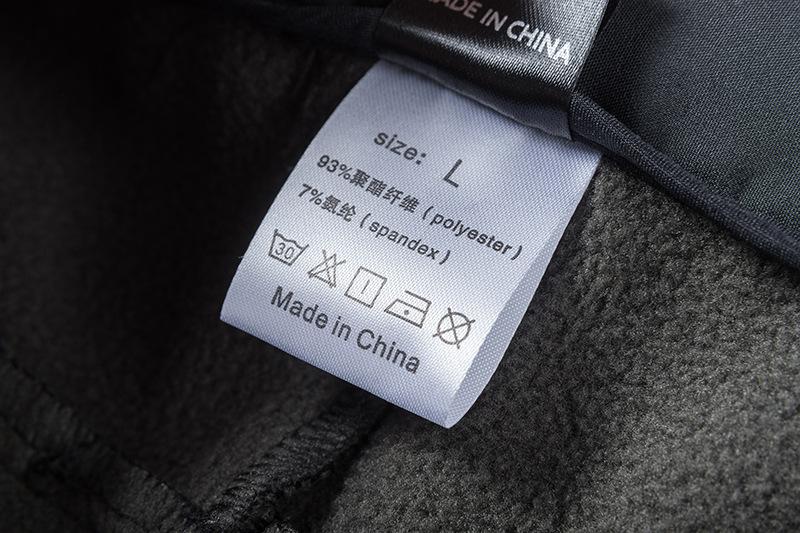 MADE IN CHINA
size: L
93%聚酯纤维 ( polyester )
7%氨纶 ( spandex )
30
Made in China